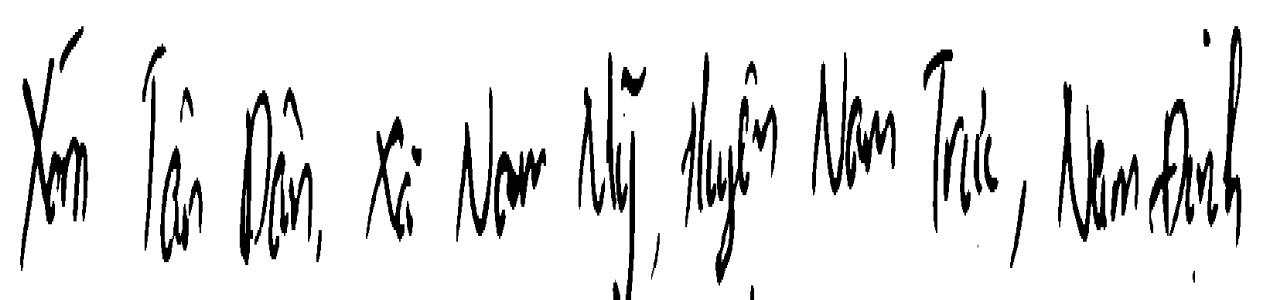 Xóm Tân Dân, Xã Nam Mỹ, Huyện Nam Trực, Nam Định